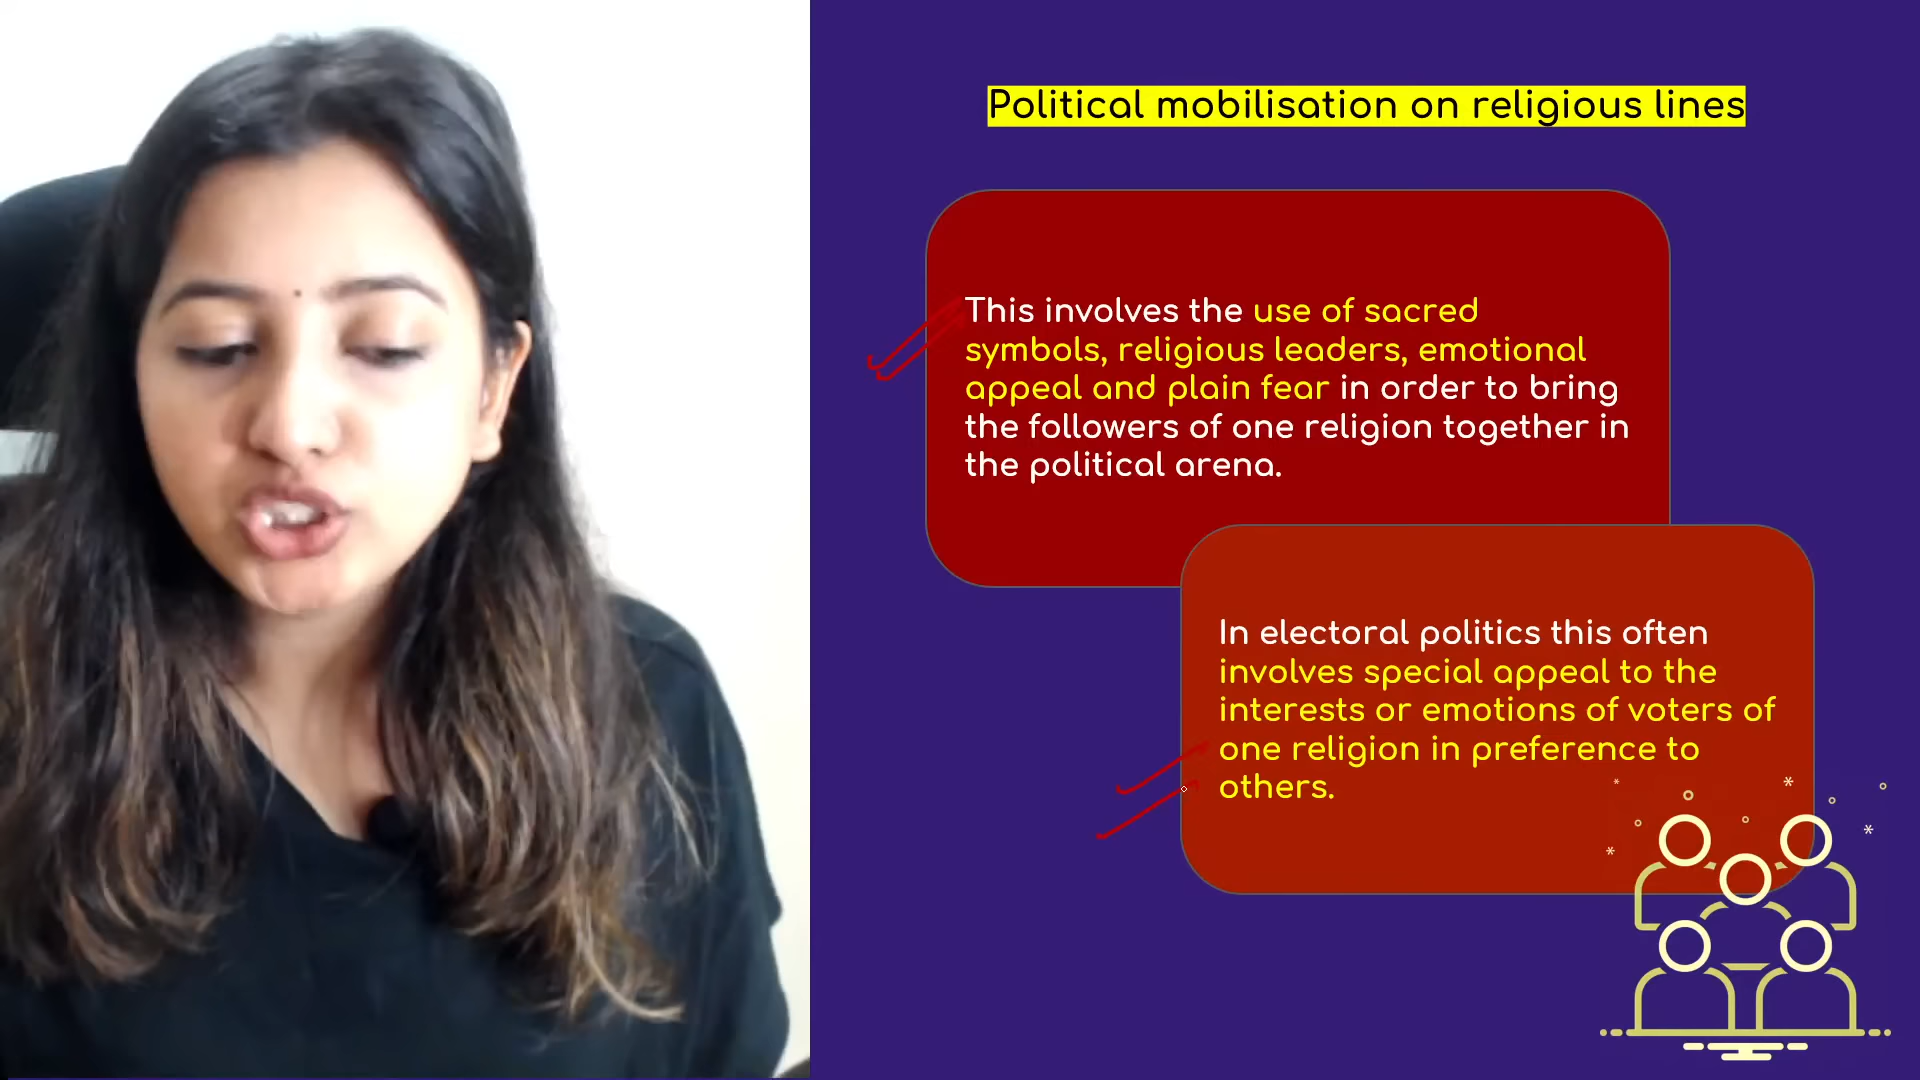 Political mobilisation on religious lines
This involves the use of sacred
symbols, religious leaders, emotional
appeal and plain fear in order to bring
the followers of one religion together in
the political arena.
In electoral politics this often
involves special appeal to the
interests or emotions of voters of
one religion in preference to
others.